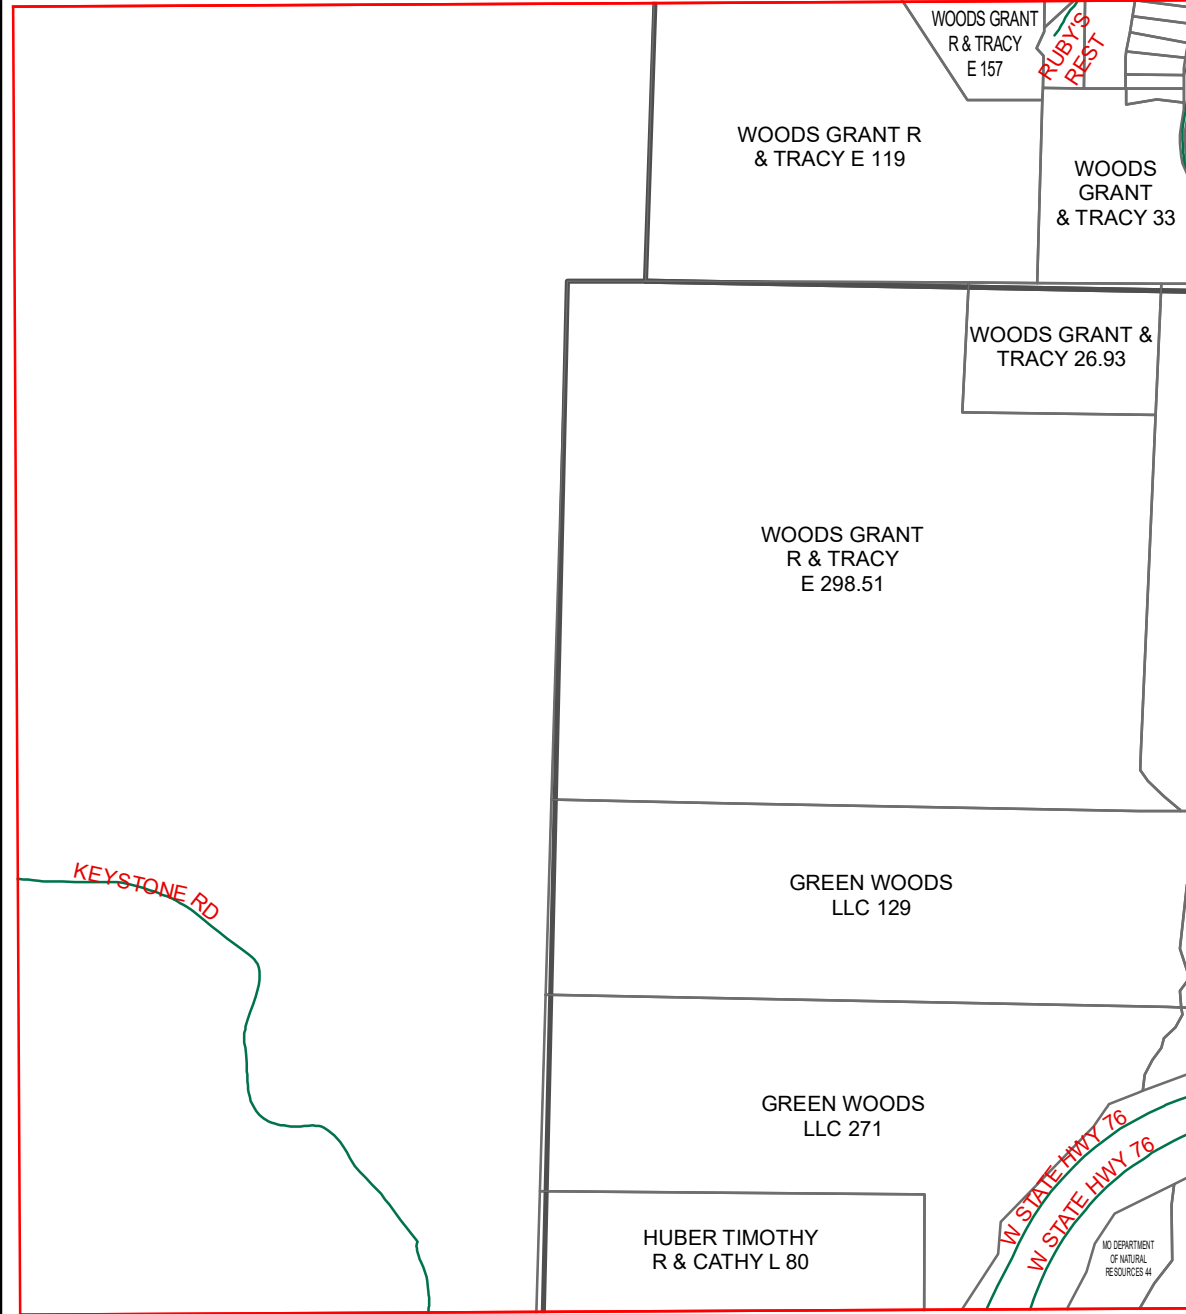 WOODS GRANT
R & TRACY
E 157
RUBY'S
REST
WOODS GRANT R
& TRACY E 119
WOODS
GRANT
& TRACY 33
WOODS GRANT &
TRACY 26.93
WOODS GRANT
R & TRACY
E 298.51
KEYSTONE RD
GREEN WOODS
LLC 129
GREEN WOODS
LLC 271
W STATE HWY 76
W STATE HWY 76
HUBER TIMOTHY
R & CATHY L 80
MO DEPARTMENT
OF NATURAL
RESOURCES 44